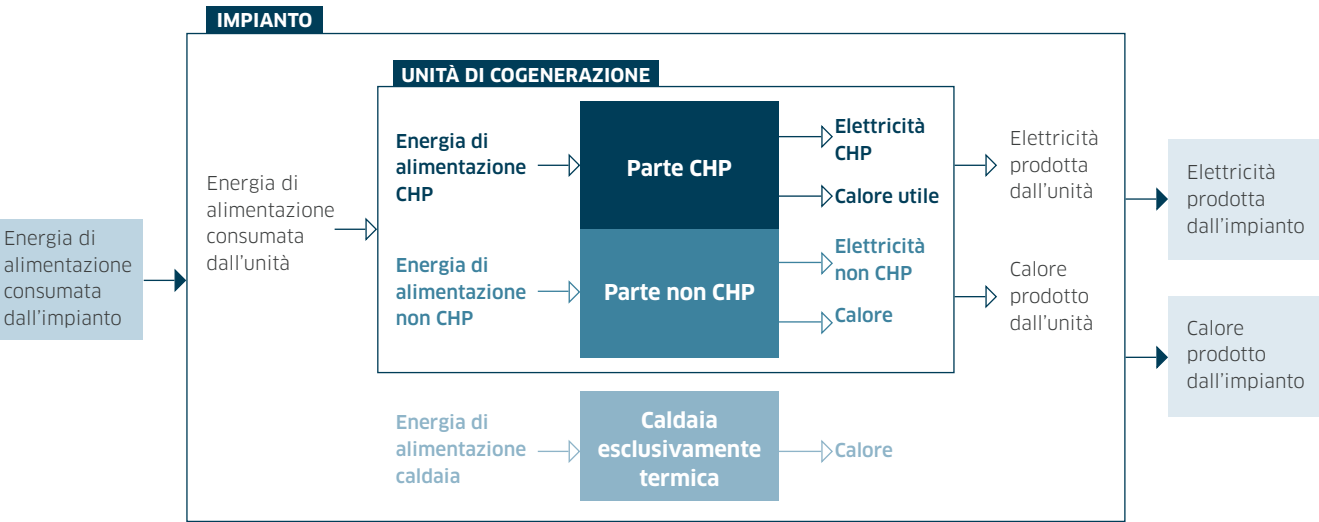 IMPIANTO
UNITÀ DI COGENERAZIONE
Energia di
alimentazione
consumata
dall'impianto
Energia di
alimentazione
consumata
dall'unità
Energia di
alimentazione
CHP
Parte CHP
Elettricità
CHP
Calore utile
Energia di
alimentazione
non CHP
Parte non CHP
Elettricità
non CHP
Calore
Elettricità
prodotta
dall'unità
Calore
prodotto
dall'unità
Energia di
alimentazione
caldaia
Caldaia
esclusivamente
termica
Calore
Elettricità
prodotta
dall'impianto
Calore
prodotto
dall'impianto